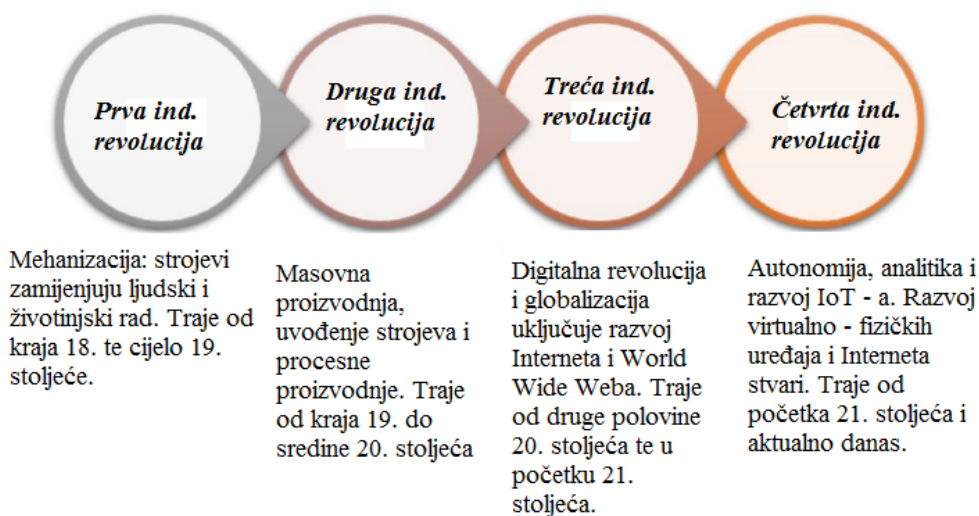 Prva ind.
revolucija
Druga ind.
revolucija
Treća ind.
revolucija
Četvrta ind.
revolucija
Mehanizacija: strojevi
zamijenjuju ljudski i
životinjski rad. Traje od
kraja 18. te cijelo 19.
stoljeće.
Masovna
proizvodnja,
uvođenje strojeva i
procesne
proizvodnje. Traje
od kraja 19. do
sredine 20. stoljeća
Digitalna revolucija
i globalizacija
uključuje razvoj
Interneta i World
Wide Weba. Traje
od druge polovine
20. stoljeća te u
početku 21.
stoljeća.
Autonomija, analitika i
razvoj IoT - a. Razvoj
virtualno - fizičkih
uređaja i Interneta
stvari. Traje od
početka 21. stoljeća i
aktualno danas.